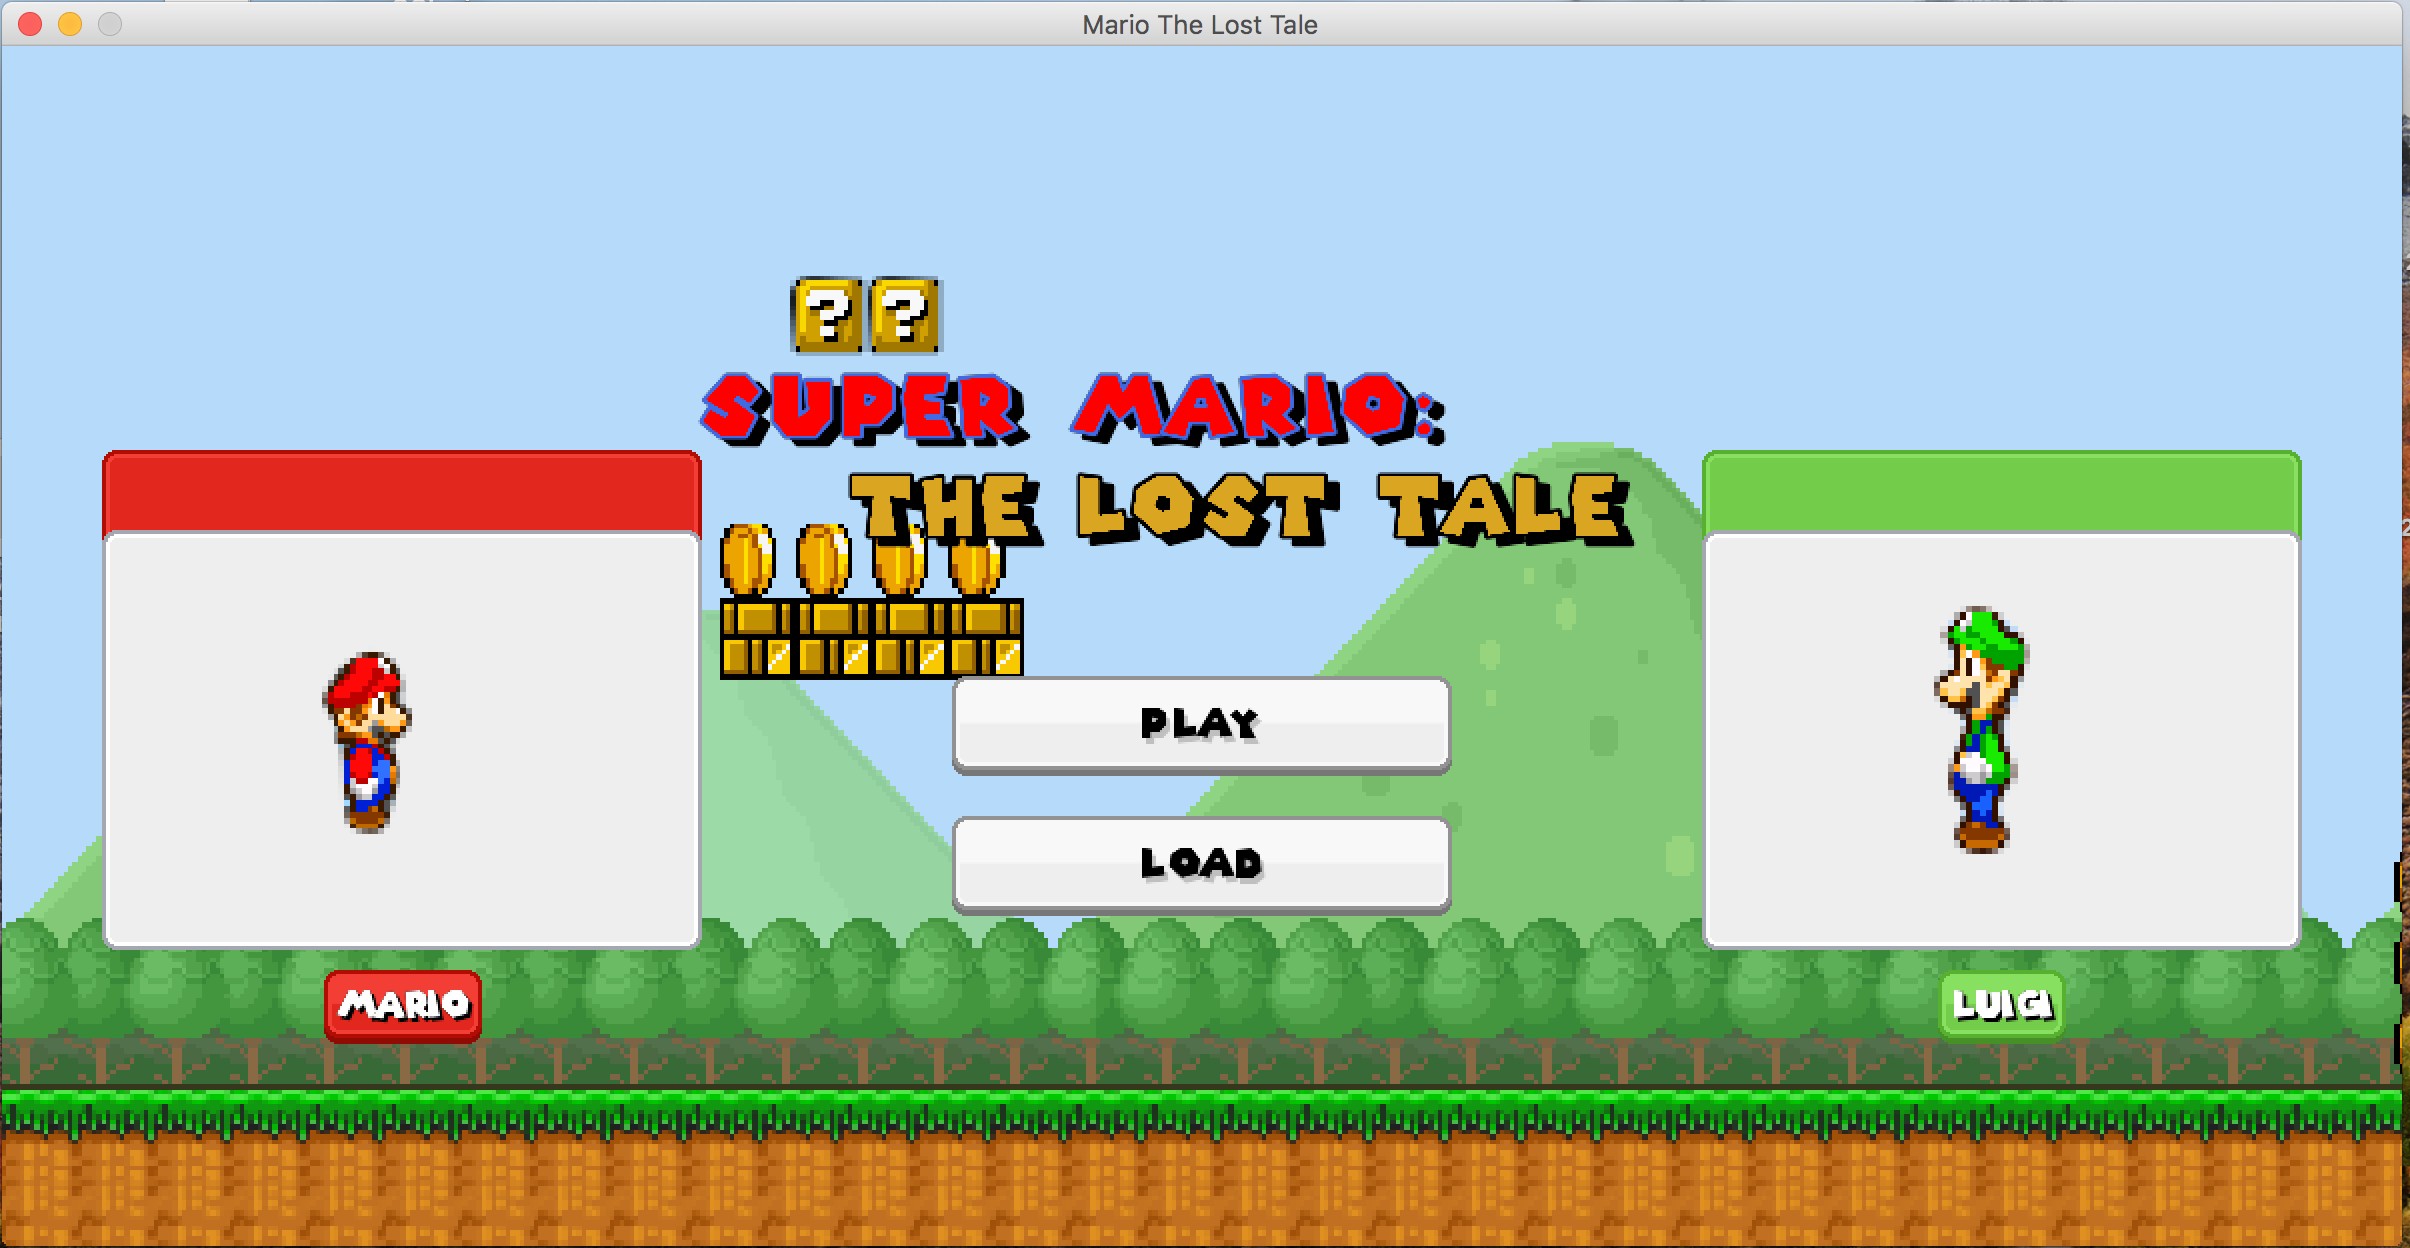 Mario The Lost Tale
? ?
SUPER MARIO:
THE LOST TALE
PLAY
LOAD
MARIO
LUIGI